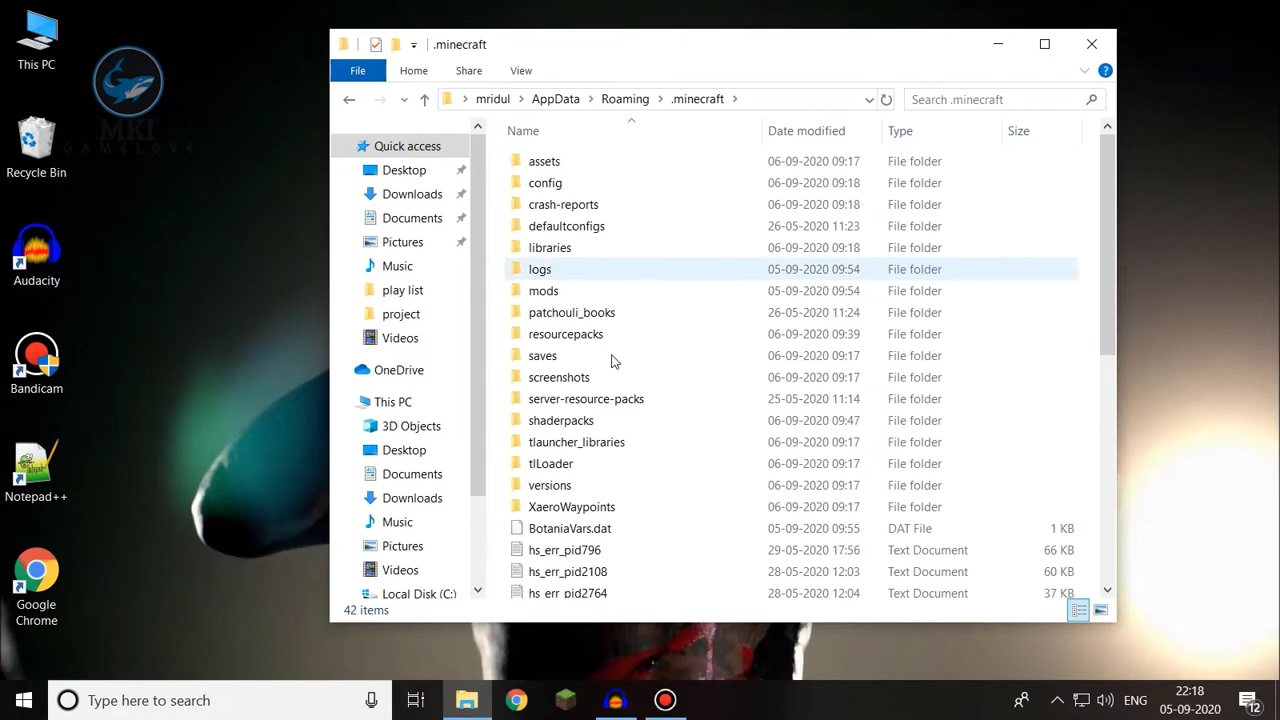 This PC
MKI
GAMELOVE
Recycle Bin
Audacity
Bandicam
Notepad++
Google
Chrome
.minecraft
File
Home
Share
View
mridul
AppData
Roaming
.minecraft
Search .minecraft
Quick access
Desktop
Downloads
Documents
Pictures
Music
play list
project
Videos
OneDrive
This PC
3D Objects
Desktop
Documents
Downloads
Music
Pictures
Videos
Local Disk (C:)
Name Date modified Type Size
assets 06-09-2020 09:17 File folder
config 06-09-2020 09:18 File folder
crash-reports 06-09-2020 09:18 File folder
defaultconfigs 26-05-2020 11:23 File folder
libraries 06-09-2020 09:18 File folder
logs 05-09-2020 09:54 File folder
mods 05-09-2020 09:54 File folder
patchouli_books 26-05-2020 11:24 File folder
resourcepacks 06-09-2020 09:39 File folder
saves 06-09-2020 09:17 File folder
screenshots 06-09-2020 09:17 File folder
server-resource-packs 25-05-2020 11:14 File folder
shaderpacks 06-09-2020 09:47 File folder
tlauncher_libraries 06-09-2020 09:17 File folder
tlLoader 06-09-2020 09:17 File folder
versions 06-09-2020 09:17 File folder
XaeroWaypoints 06-09-2020 09:17 File folder
BotaniaVars.dat 05-09-2020 09:55 DAT File 1 KB
hs_err_pid796 29-05-2020 17:56 Text Document 66 KB
hs_err_pid2108 28-05-2020 12:03 Text Document 60 KB
hs_err_pid2764 28-05-2020 12:04 Text Document 37 KB
42 items
Type here to search
ENG
22:18
05-09-2020
12